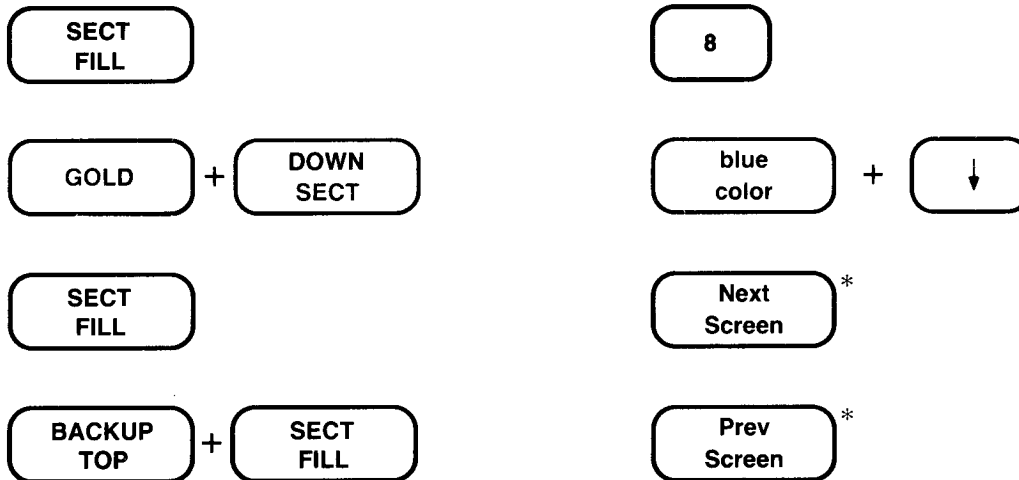 SECT
FILL
8
GOLD + DOWN
SECT
blue
color + ↓
SECT
FILL
Next
Screen *
BACKUP
TOP + SECT
FILL
Prev
Screen *